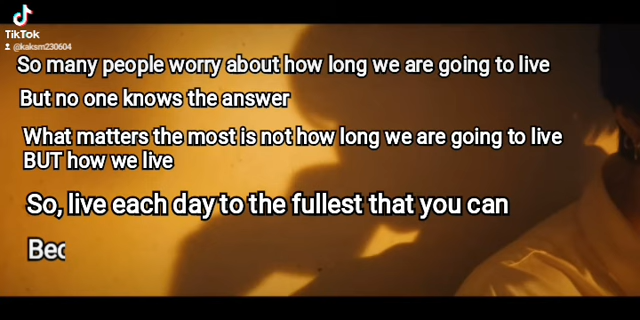 TikTok
@kaksm230604
So many people worry about how long we are going to live
But no one knows the answer
What matters the most is not how long we are going to live
BUT how we live
So, live each day to the fullest that you can
Bec